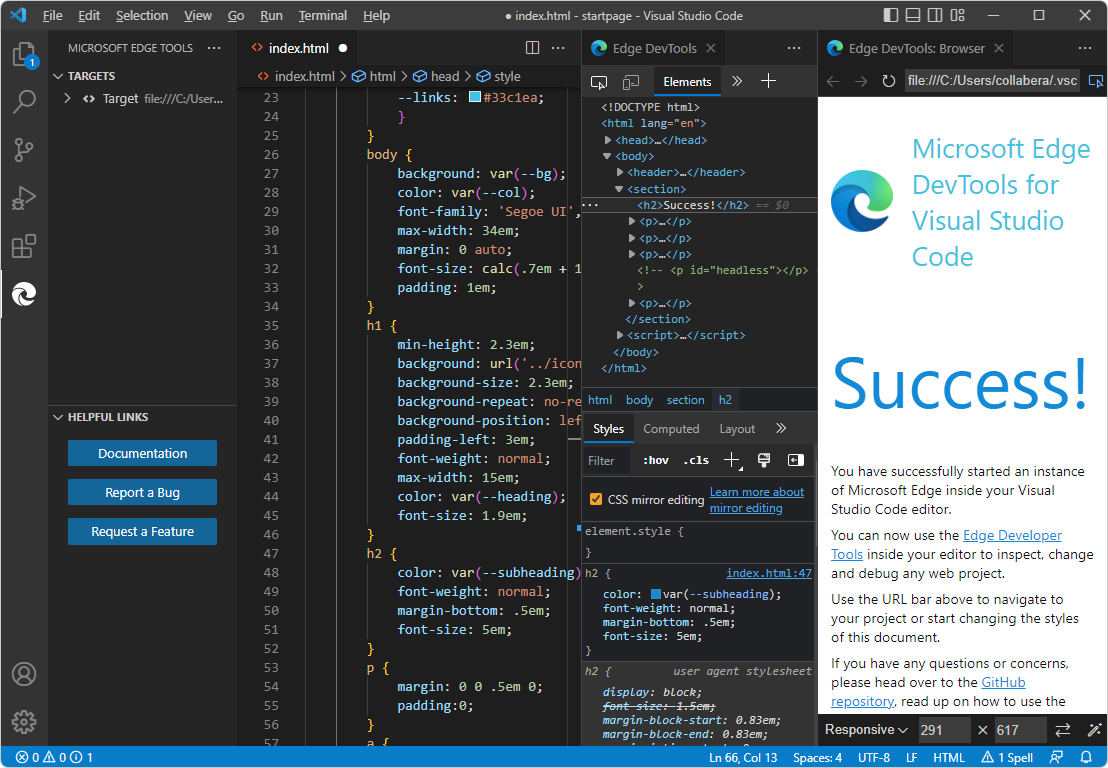 File Edit Selection View Go Run Terminal Help
● index.html - startpage - Visual Studio Code
MICROSOFT EDGE TOOLS ···
TARGETS
Target file:///C:/User...
HELPFUL LINKS
Documentation
Report a Bug
Request a Feature
1
index.html ●
index.html > html > head > style
23 --links: #33c1ea;
24 }
25 }
26 body {
27 background: var(--bg);
28 color: var(--col);
29 font-family: 'Segoe UI',
30 max-width: 34em;
31 margin: 0 auto;
32 font-size: calc(.7em + 1
33 padding: 1em;
34 }
35 h1 {
36 min-height: 2.3em;
37 background: url('../icon
38 background-size: 2.3em;
39 background-repeat: no-re
40 background-position: lef
41 padding-left: 3em;
42 font-weight: normal;
43 max-width: 15em;
44 color: var(--heading);
45 font-size: 1.9em;
46 }
47 h2 {
48 color: var(--subheading)
49 font-weight: normal;
50 margin-bottom: .5em;
51 font-size: 5em;
52 }
53 p {
54 margin: 0 0 .5em 0;
55 padding:0;
56 }
57 a {
Edge DevTools
Elements
<!DOCTYPE html>
<html lang="en">
<head>…</head>
<body>
<header>…</header>
<section>
<h2>Success!</h2> == $0
<p>…</p>
<p>…</p>
<p>…</p>
<!-- <p id="headless"></p>
>
<p>…</p>
</section>
<script>…</script>
</body>
</html>
html body section h2
Styles Computed Layout
Filter :hov .cls
CSS mirror editing Learn more about
mirror editing
element.style {
}
h2 { index.html:47
color: var(--subheading);
font-weight: normal;
margin-bottom: .5em;
font-size: 5em;
}
h2 { user agent stylesheet
display: block;
font-size: 1.5em;
margin-block-start: 0.83em;
margin-block-end: 0.83em;
Edge DevTools: Browser
file:///C:/Users/collabera/.vsc
Microsoft Edge
DevTools for
Visual Studio
Code
Success!
You have successfully started an instance
of Microsoft Edge inside your Visual
Studio Code editor.
You can now use the Edge Developer
Tools inside your editor to inspect, change
and debug any web project.
Use the URL bar above to navigate to
your project or start changing the styles
of this document.
If you have any questions or concerns,
please head over to the GitHub
repository, read up on how to use the
Responsive 291 × 617
0 0 1
Ln 66, Col 13 Spaces: 4 UTF-8 LF HTML 1 Spell